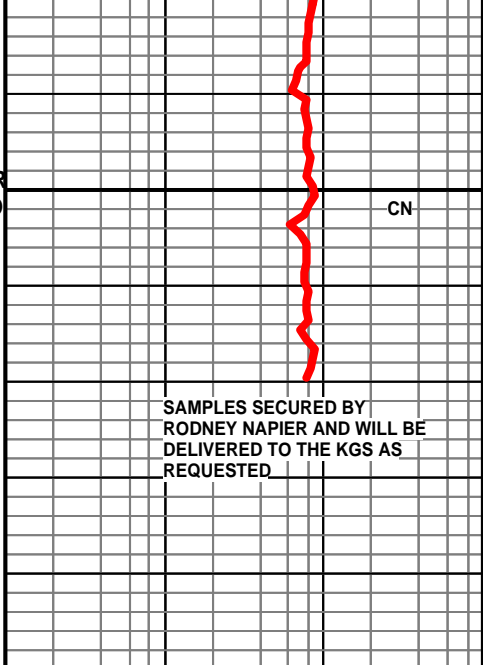 CN
SAMPLES SECURED BY
RODNEY NAPIER AND WILL BE
DELIVERED TO THE KGS AS
REQUESTED